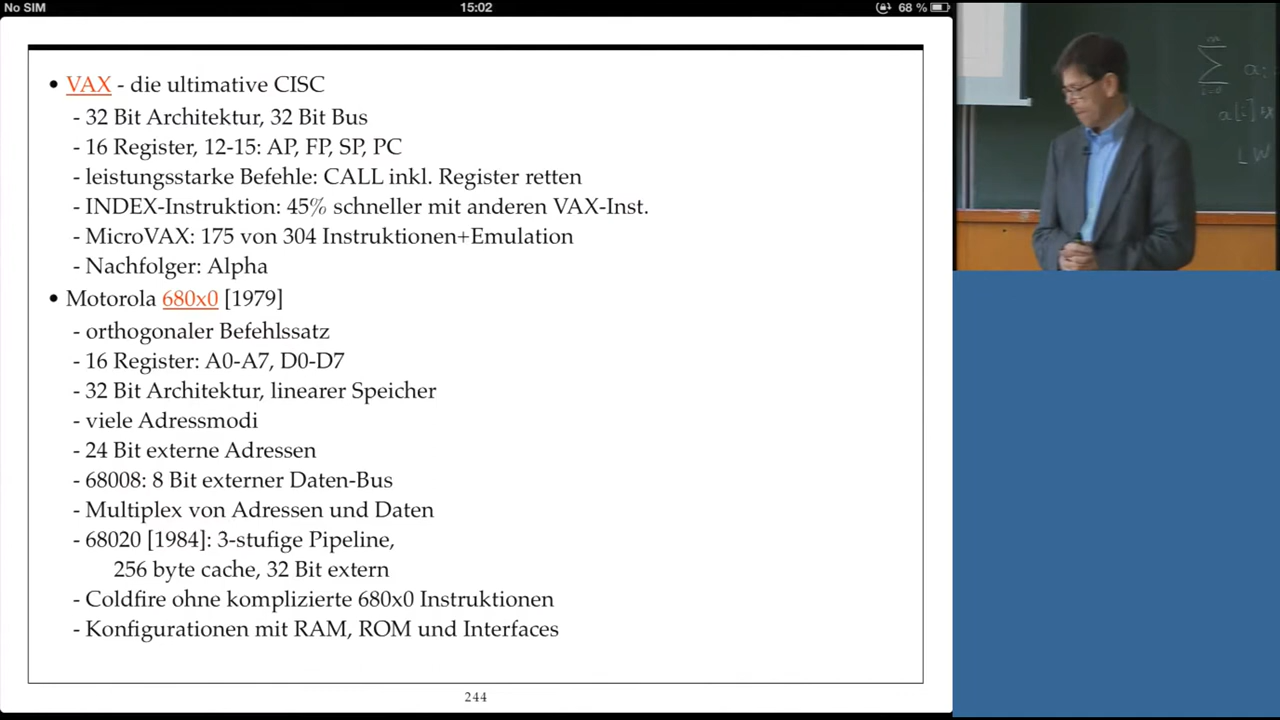 No SIM 15:02 68 %
• VAX - die ultimative CISC
- 32 Bit Architektur, 32 Bit Bus
- 16 Register, 12-15: AP, FP, SP, PC
- leistungsstarke Befehle: CALL inkl. Register retten
- INDEX-Instruktion: 45% schneller mit anderen VAX-Inst.
- MicroVAX: 175 von 304 Instruktionen+Emulation
- Nachfolger: Alpha
• Motorola 680x0 [1979]
- orthogonaler Befehlssatz
- 16 Register: A0-A7, D0-D7
- 32 Bit Architektur, linearer Speicher
- viele Adressmodi
- 24 Bit externe Adressen
- 68008: 8 Bit externer Daten-Bus
- Multiplex von Adressen und Daten
- 68020 [1984]: 3-stufige Pipeline,
256 byte cache, 32 Bit extern
- Coldfire ohne komplizierte 680x0 Instruktionen
- Konfigurationen mit RAM, ROM und Interfaces
244
∑ a
i=0
a[i]
LW